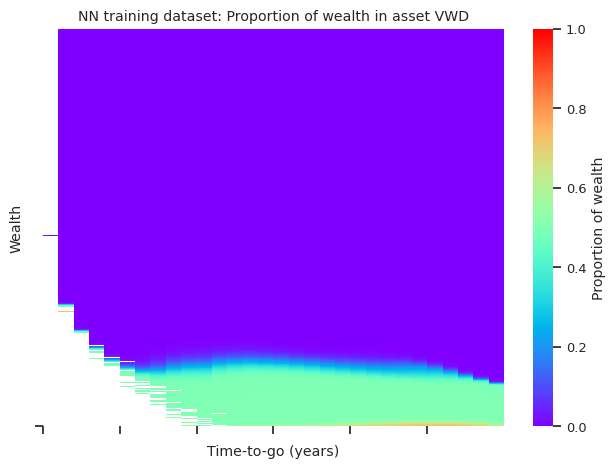 NN training dataset: Proportion of wealth in asset VWD
1.0
0.8
0.6
0.4
0.2
0.0
Proportion of wealth
Wealth
Time-to-go (years)